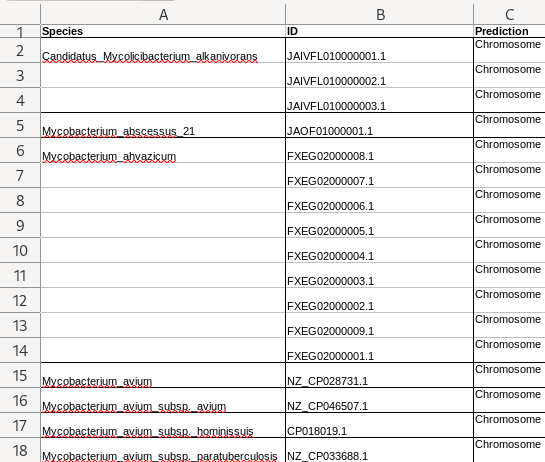 A B C
1 Species ID Prediction
2 Candidatus_Mycolicibacterium_alkanivorans JAIVFL010000001.1 Chromosome
3 JAIVFL010000002.1 Chromosome
4 JAIVFL010000003.1 Chromosome
5 Mycobacterium_abscessus_21 JAOF01000001.1 Chromosome
6 Mycobacterium_ahvazicum FXEG02000008.1 Chromosome
7 FXEG02000007.1 Chromosome
8 FXEG02000006.1 Chromosome
9 FXEG02000005.1 Chromosome
10 FXEG02000004.1 Chromosome
11 FXEG02000003.1 Chromosome
12 FXEG02000002.1 Chromosome
13 FXEG02000009.1 Chromosome
14 FXEG02000001.1 Chromosome
15 Mycobacterium_avium NZ_CP028731.1 Chromosome
16 Mycobacterium_avium_subsp._avium NZ_CP046507.1 Chromosome
17 Mycobacterium_avium_subsp._hominissuis CP018019.1 Chromosome
18 Mycobacterium_avium_subsp._paratuberculosis NZ_CP033688.1 Chromosome